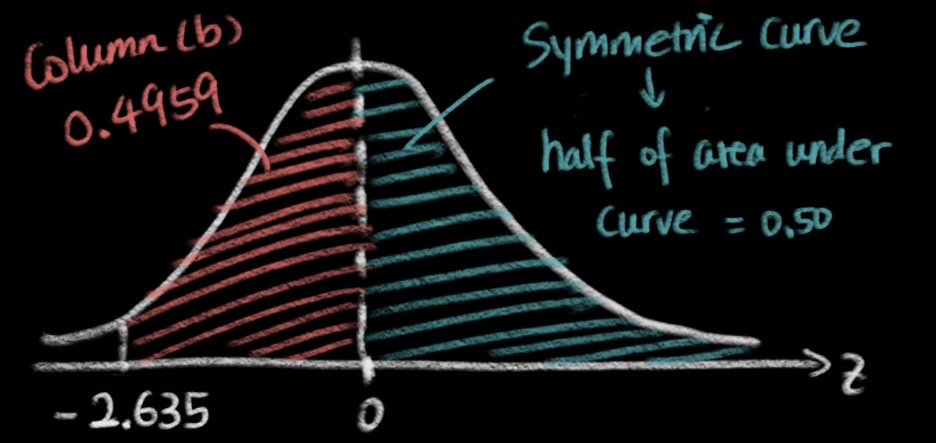 Column (b)
0.4959
Symmetric Curve
↓
half of area under
Curve = 0.50
z
-2.635
0